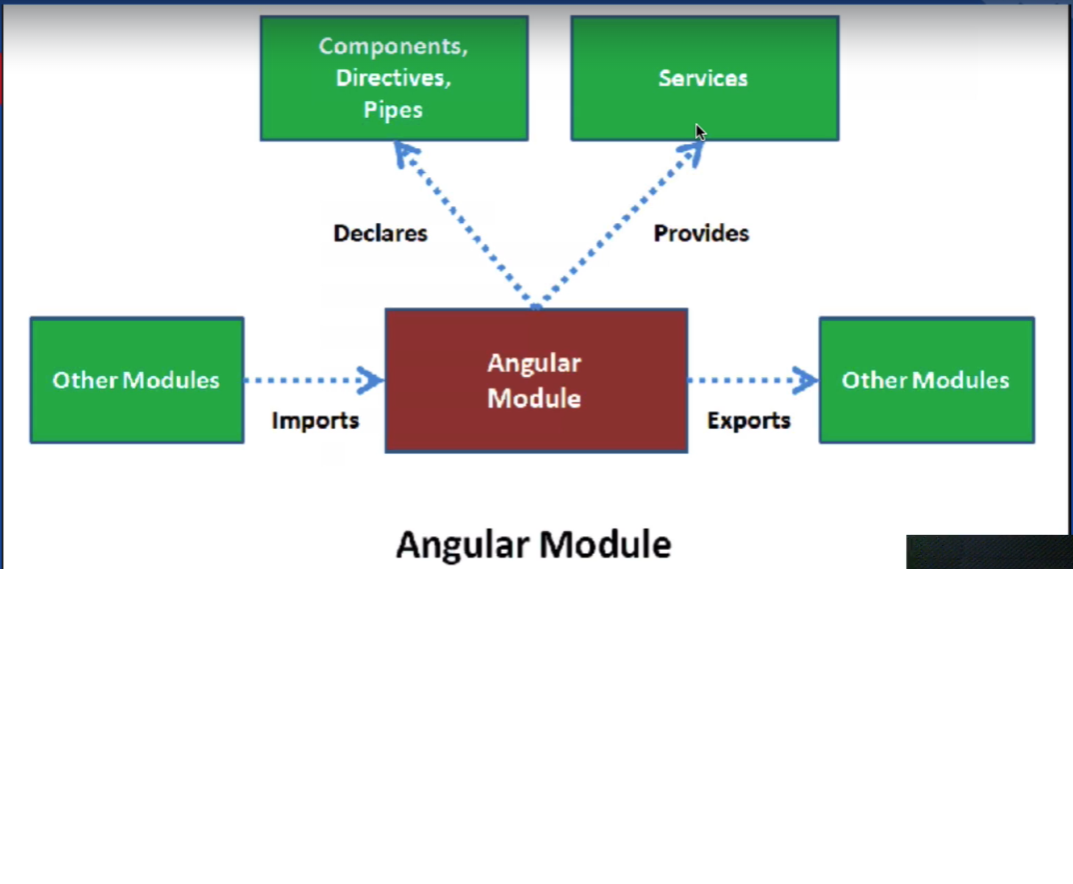 Components,
Directives,
Pipes
Services
Declares
Provides
Other Modules
Imports
Angular
Module
Exports
Other Modules
Angular Module